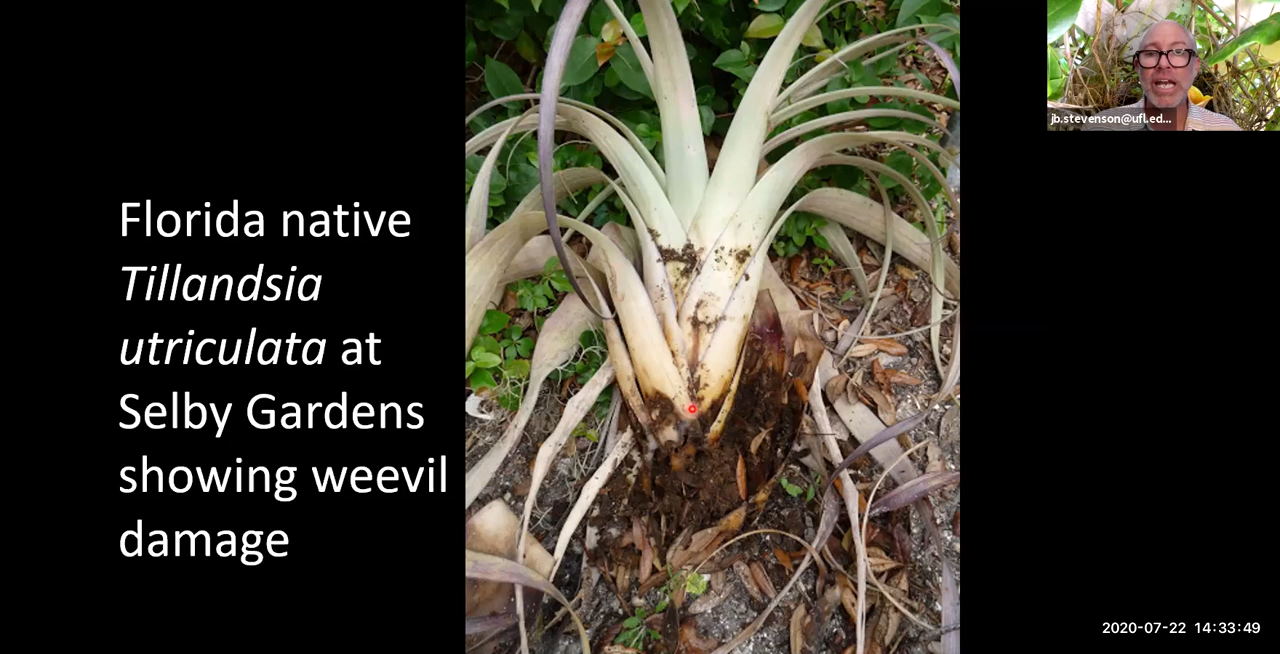 Florida native
Tillandsia
utriculata at
Selby Gardens
showing weevil
damage
jb.stevenson@ufl.ed...
2020-07-22 14:33:49